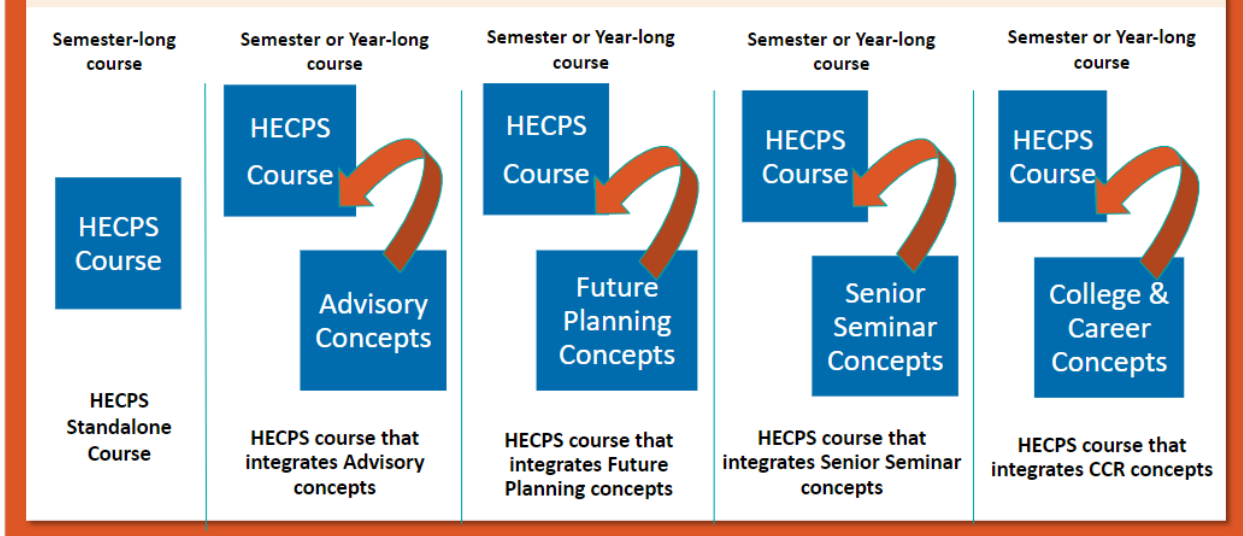 Semester-long
course
HECPS
Course
HECPS
Standalone
Course
Semester or Year-long
course
HECPS
Course
Advisory
Concepts
HECPS course that
integrates Advisory
concepts
Semester or Year-long
course
HECPS
Course
Future
Planning
Concepts
HECPS course that
integrates Future
Planning concepts
Semester or Year-long
course
HECPS
Course
Senior
Seminar
Concepts
HECPS course that
integrates Senior Seminar
concepts
Semester or Year-long
course
HECPS
Course
College &
Career
Concepts
HECPS course that
integrates CCR concepts